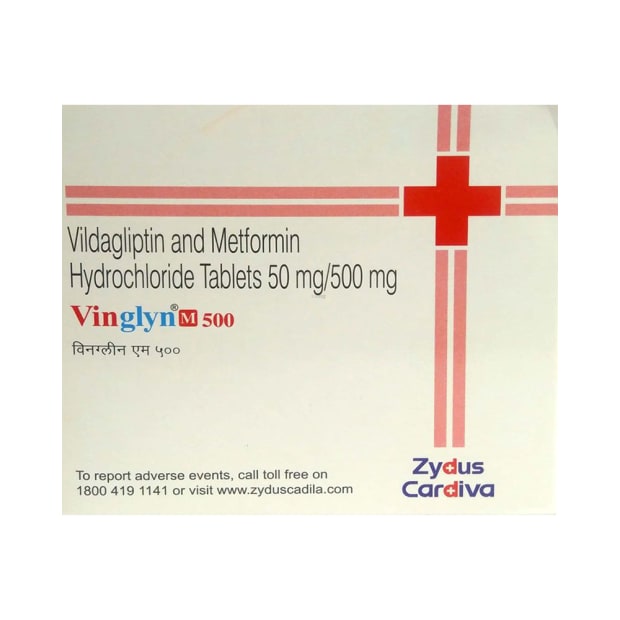 Vildagliptin and Metformin
Hydrochloride Tablets 50 mg/500 mg
Vinglyn® M 500
विनग्लीन एम ५००
To report adverse events, call toll free on
1800 419 1141 or visit www.zyduscadila.com
Zydus
Cardiva